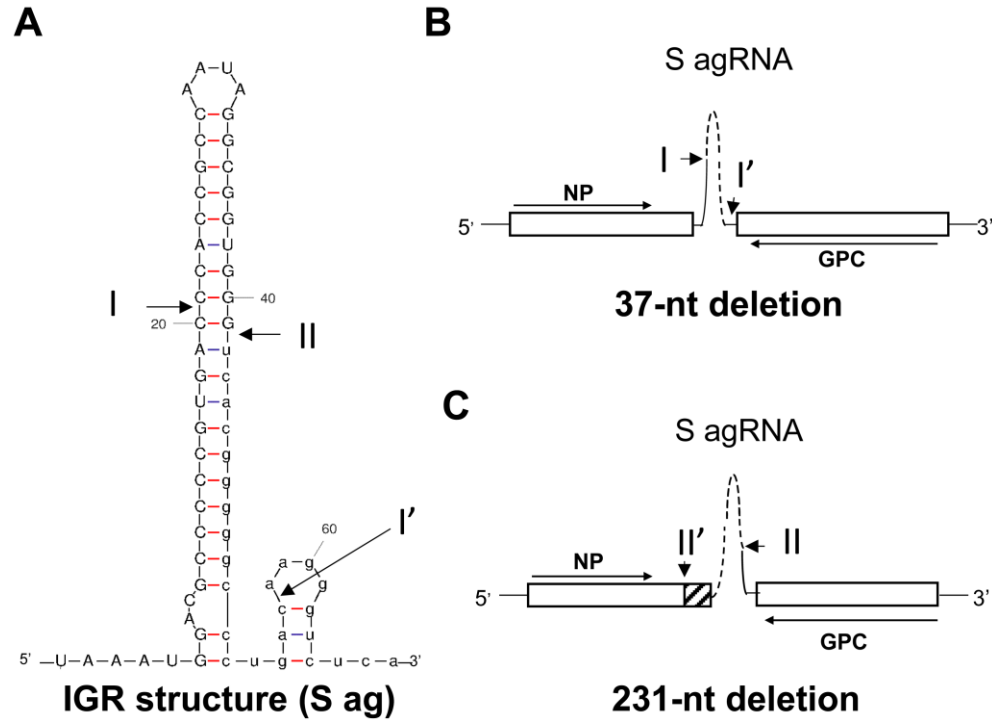 A
A–U
A A
C–G
C–G
G–C
C–G
C–G
A–U
C–G
I C–G 40
20 C–G II
A–u
G–c
U–a
G–c
C–g
C–g
C–g
C–g
C–g
G–c
C
A
G–c
60
I'
a a g g
c–g
a–u
5' –U–A–A–A–U–G–c–u–g–c–u–c–a–3'
IGR structure (S ag)
B
S agRNA
I
I'
NP
5' 3'
GPC
37-nt deletion
C
S agRNA
II' II
NP
5' 3'
GPC
231-nt deletion